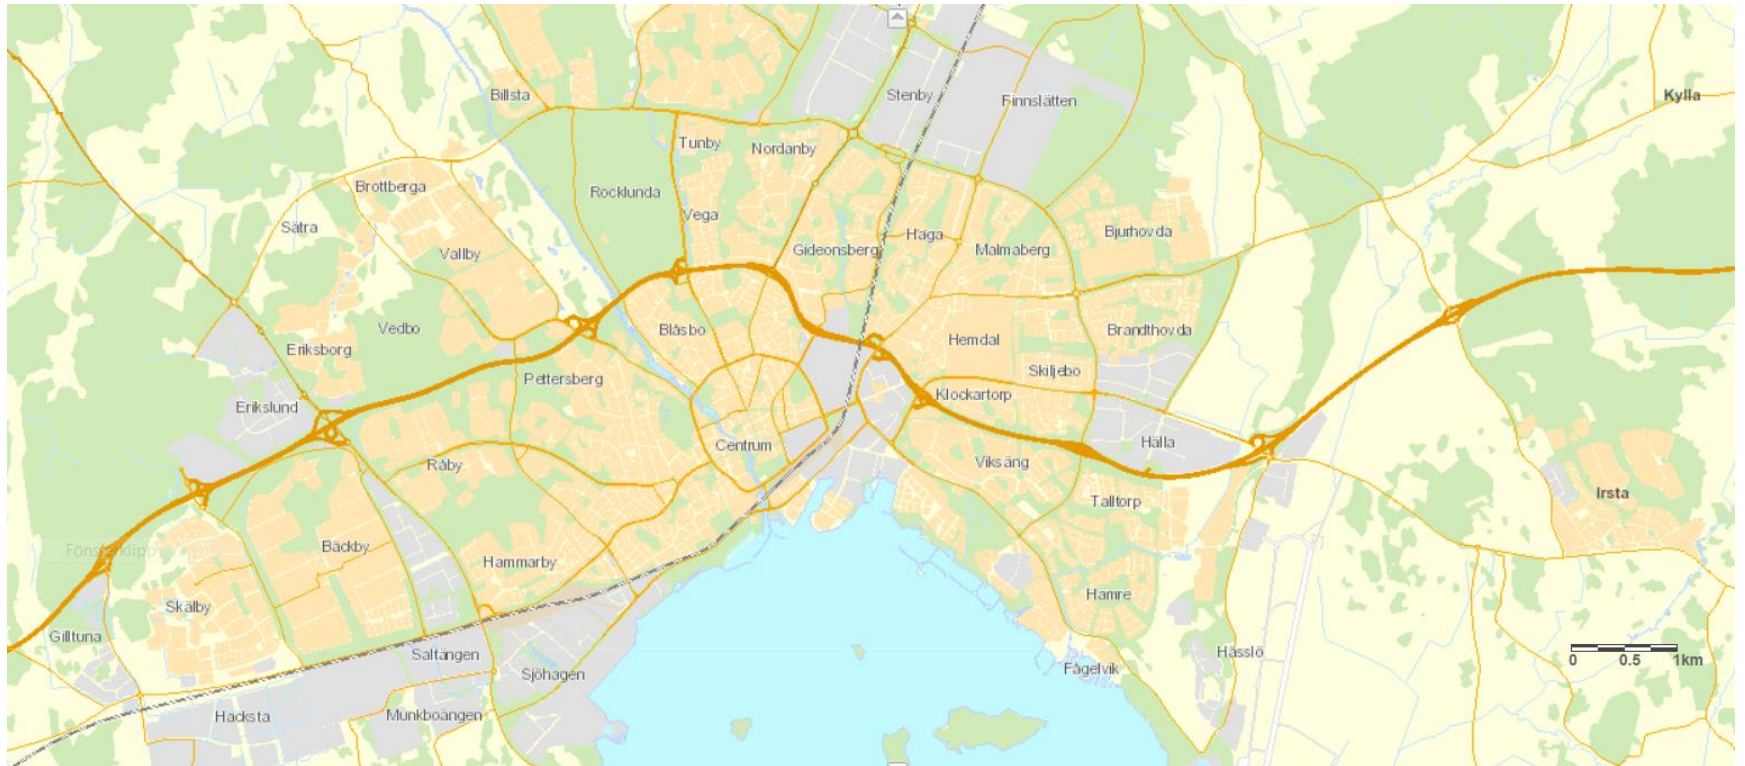 Billsta
Stenby
Finnslätten
Kylla
Tunby
Nordanby
Brottberga
Rocklunda
Vega
Sätra
Vallby
Gideonsberg
Haga
Malmaberg
Bjurhovda
Vedbo
Blåsbo
Eriksborg
Hemdal
Brandthovda
Pettersberg
Skiljebo
Erikslund
Klockartorp
Centrum
Hälla
Råby
Viksäng
Talltorp
Irsta
Bäckby
Fönsterklipp
Hammarby
Skälby
Hamre
Gilltuna
Saltängen
Hässlö
Sjöhagen
Fågelvik
0 0.5 1km
Hacksta
Munkboängen